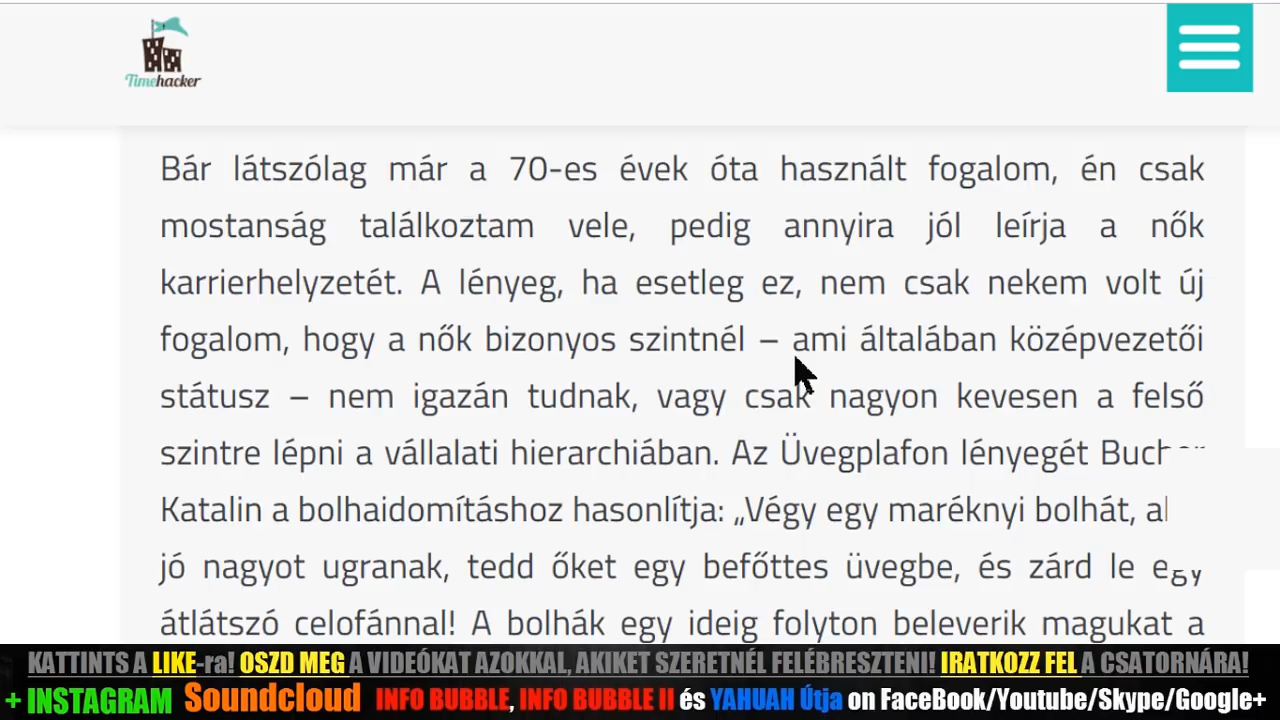 Timehacker
Bár látszólag már a 70-es évek óta használt fogalom, én csak
mostanság találkoztam vele, pedig annyira jól leírja a nők
karrierhelyzetét. A lényeg, ha esetleg ez, nem csak nekem volt új
fogalom, hogy a nők bizonyos szintnél – ami általában középvezetői
státusz – nem igazán tudnak, vagy csak nagyon kevesen a felső
szintre lépni a vállalati hierarchiában. Az Üvegplafon lényegét
Katalin a bolhaidomításhoz hasonlítja: „Végy egy maréknyi bolhát,
jó nagyot ugranak, tedd őket egy befőttes üvegbe, és zárd le egy
átlátszó celofánnal! A bolhák egy ideig folyton beleverik magukat a
KATTINTS A LIKE-ra! OSZD MEG A VIDEÓKAT AZOKKAL, AKIKET SZERETNÉL FELÉBRESZTENI! IRATKOZZ FEL A CSATORNÁRA!
+ INSTAGRAM Soundcloud INFO BUBBLE, INFO BUBBLE II és YAHUAH Útja on FaceBook/Youtube/Skype/Google+